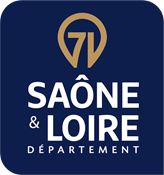 71
SAÔNE
& LOIRE
DÉPARTEMENT